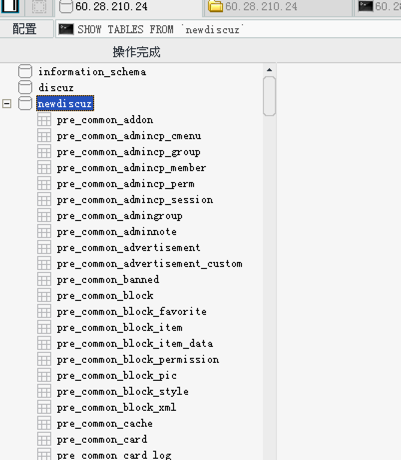 60.28.210.24
60.28.210.24
60.28.210.24
配置
SHOW TABLES FROM `newdiscuz`
操作完成
information_schema
discuz
newdiscuz
pre_common_addon
pre_common_admincp_cmenu
pre_common_admincp_group
pre_common_admincp_member
pre_common_admincp_perm
pre_common_admincp_session
pre_common_admingroup
pre_common_adminnote
pre_common_advertisement
pre_common_advertisement_custom
pre_common_banned
pre_common_block
pre_common_block_favorite
pre_common_block_item
pre_common_block_item_data
pre_common_block_permission
pre_common_block_pic
pre_common_block_style
pre_common_block_xml
pre_common_cache
pre_common_card
pre_common_card_log